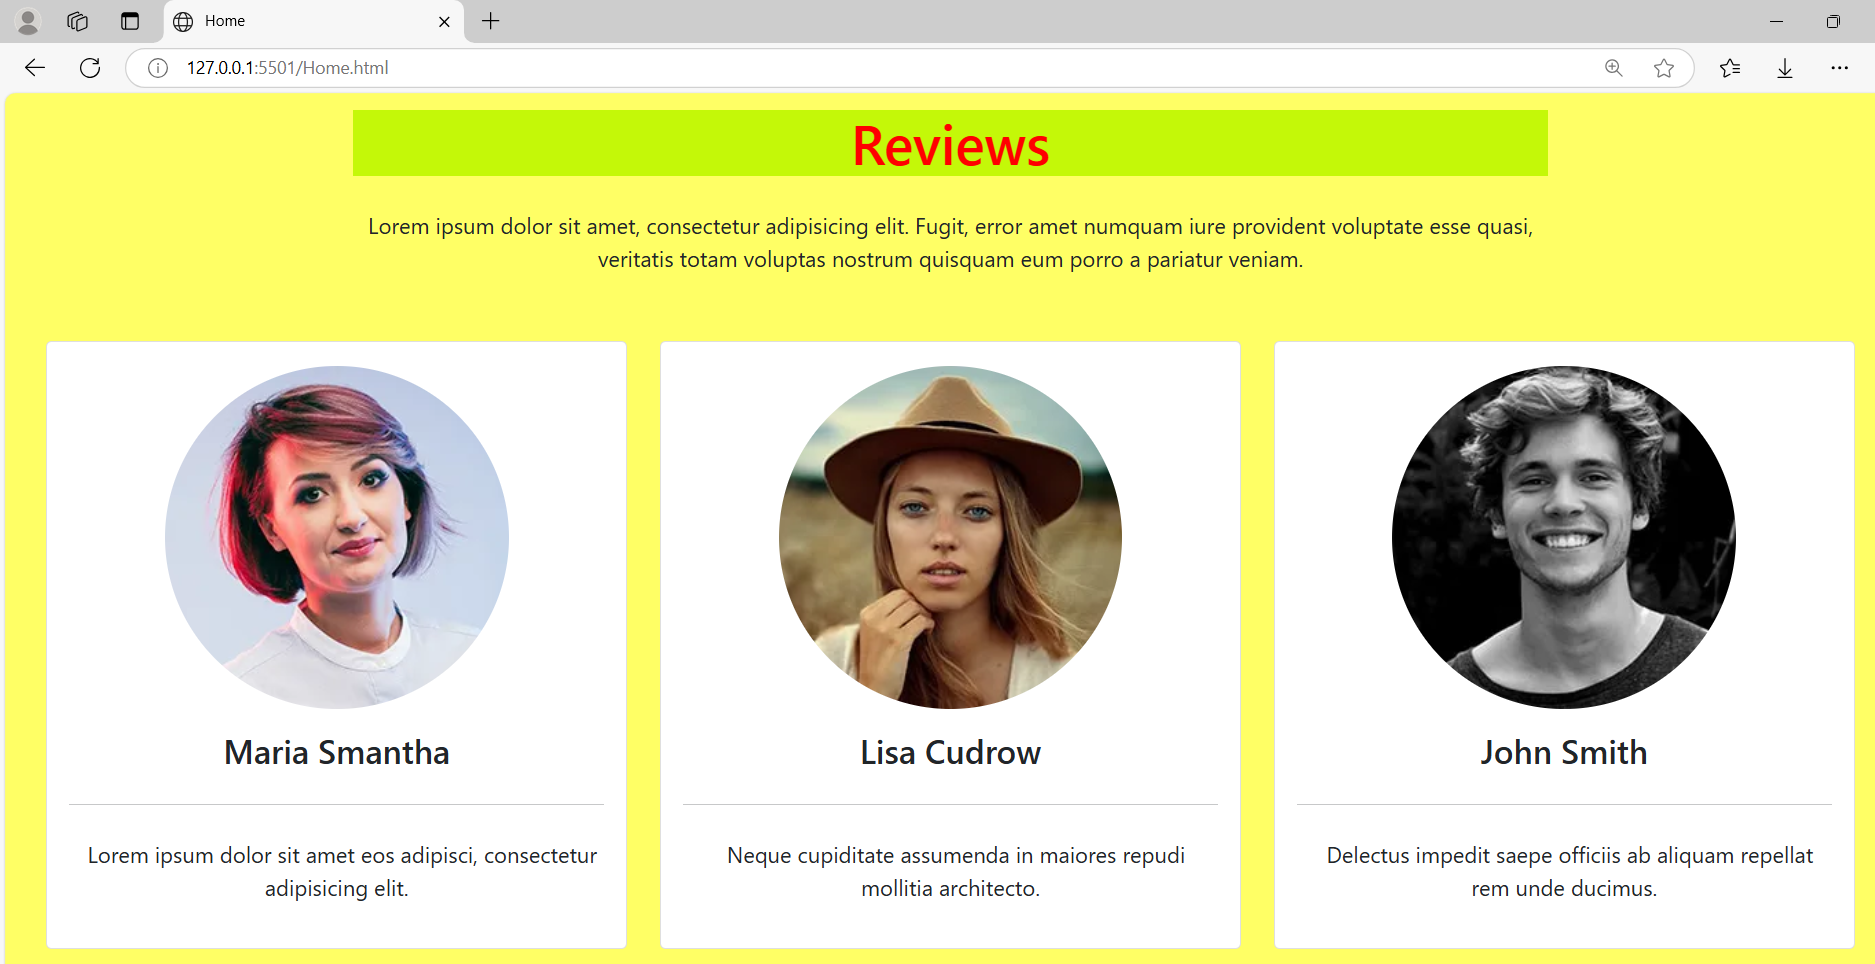 Home
127.0.0.1:5501/Home.html
Reviews
Lorem ipsum dolor sit amet, consectetur adipisicing elit. Fugit, error amet numquam iure provident voluptate esse quasi,
veritatis totam voluptas nostrum quisquam eum porro a pariatur veniam.
Maria Smantha
Lorem ipsum dolor sit amet eos adipisci, consectetur
adipisicing elit.
Lisa Cudrow
Neque cupiditate assumenda in maiores repudi
mollitia architecto.
John Smith
Delectus impedit saepe officiis ab aliquam repellat
rem unde ducimus.